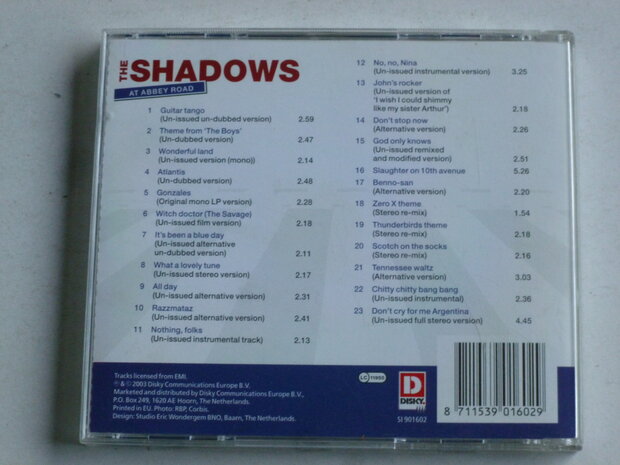 THE SHADOWS
AT ABBEY ROAD
1 Guitar tango
(Un-issued un-dubbed version) 2.59
2 Theme from 'The Boys'
(Un-dubbed version) 2.47
3 Wonderful land
(Un-issued version (mono)) 2.14
4 Atlantis
(Un-dubbed version) 2.48
5 Gonzales
(Original mono LP version) 2.28
6 Witch doctor (The Savage)
(Un-issued film version) 2.18
7 It's been a blue day
(Un-issued alternative
un-dubbed version) 2.11
8 What a lovely tune
(Un-issued stereo version) 2.17
9 All day
(Un-issued alternative version) 2.31
10 Razzmataz
(Un-issued alternative version) 2.41
11 Nothing, folks
(Un-issued instrumental track) 2.13
12 No, no, Nina
(Un-issued instrumental version) 3.25
13 John's rocker
(Un-issued version of
'I wish I could shimmy
like my sister Arthur') 2.18
14 Don't stop now
(Alternative version) 2.26
15 God only knows
(Un-issued remixed
and modified version) 2.51
16 Slaughter on 10th avenue 5.26
17 Benno-san
(Alternative version) 2.20
18 Zero X theme
(Stereo re-mix) 1.54
19 Thunderbirds theme
(Stereo re-mix) 2.18
20 Scotch on the socks
(Stereo re-mix) 2.16
21 Tennessee waltz
(Alternative version) 3.03
22 Chitty chitty bang bang
(Un-issued instrumental) 2.36
23 Don't cry for me Argentina
(Un-issued full stereo version) 4.45
Tracks licensed from EMI.
℗ & © 2003 Disky Communications Europe B.V.
Marketed and distributed by Disky Communications Europe B.V.,
P.O. Box 249, 1620 AE Hoorn, The Netherlands.
Printed in EU. Photo: RBP, Corbis.
Design: Studio Eric Wondergem BNO, Baarn, The Netherlands.
LC 11955
D
DISKY
SI 901602
8 711539 016029